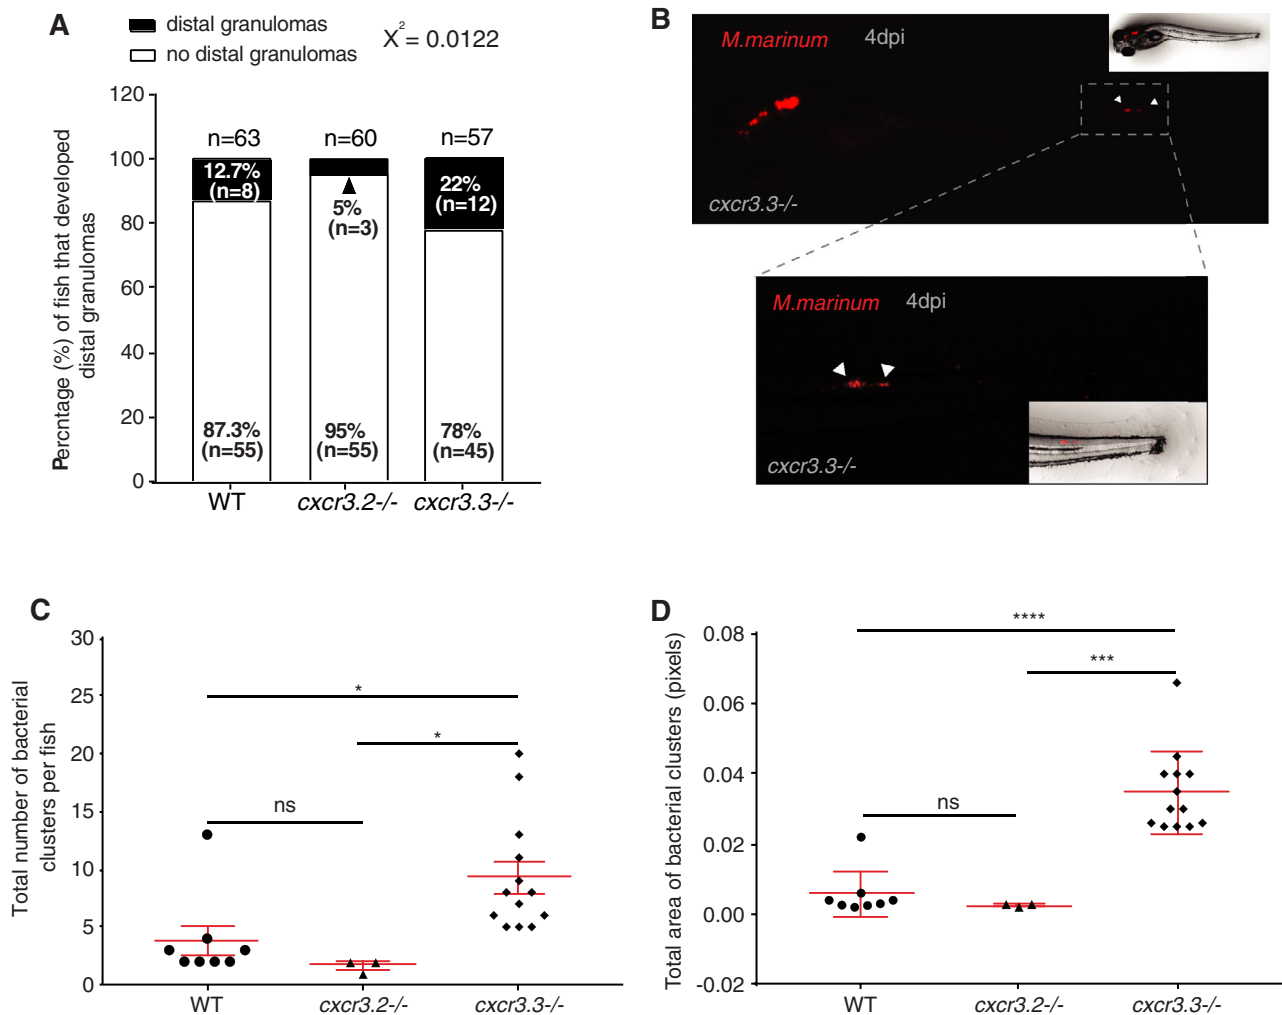 A
distal granulomas
no distal granulomas
X² = 0.0122
Percntage (%) of fish that developed
distal granulomas
120
100
80
60
40
20
0
n=63
n=60
n=57
12.7%
(n=8)
5%
(n=3)
22%
(n=12)
87.3%
(n=55)
95%
(n=55)
78%
(n=45)
WT
cxcr3.2-/-
cxcr3.3-/-
B
M.marinum 4dpi
cxcr3.3-/-
M.marinum 4dpi
cxcr3.3-/-
C
Total number of bacterial
clusters per fish
30
25
20
15
10
5
0
*
*
ns
WT
cxcr3.2-/-
cxcr3.3-/-
D
Total area of bacterial clusters (pixels)
0.08
0.06
0.04
0.02
0.00
-0.02
****
***
ns
WT
cxcr3.2-/-
cxcr3.3-/-